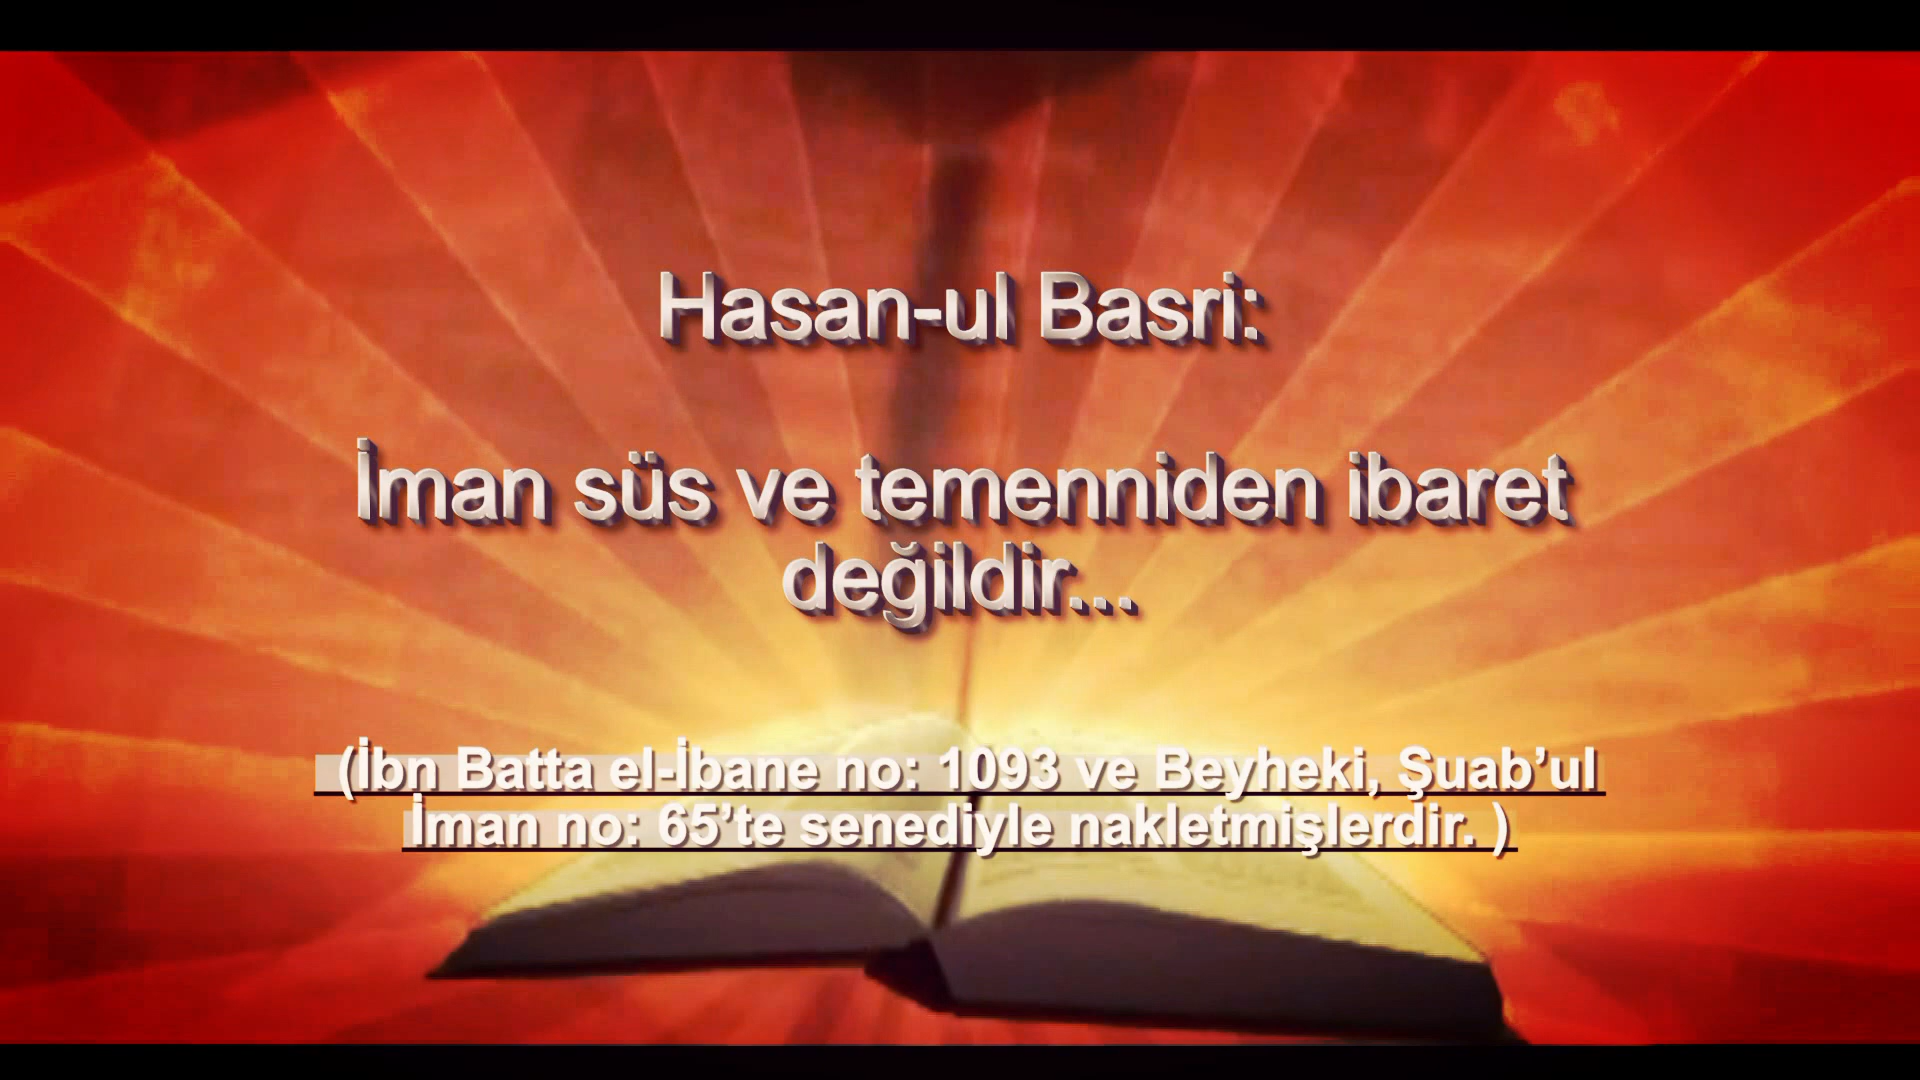 Hasan-ul Basri:
İman süs ve temenniden ibaret
değildir...
(İbn Batta el-İbane no: 1093 ve Beyheki, Şuab’ul
İman no: 65’te senediyle nakletmişlerdir. )